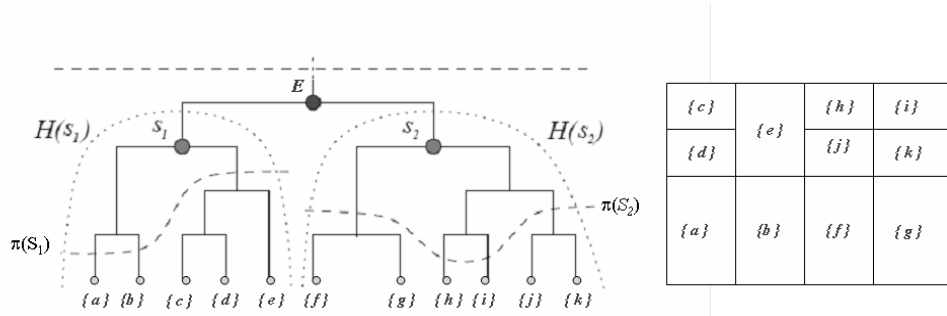 E
H(s₁)
s₁
s₂
H(s₂)
π(S₁)
π(S₂)
{a} {b} {c} {d} {e} {f} {g} {h} {i} {j} {k}
{c} {e} {h} {i}
{d} {j} {k}
{a} {b} {f} {g}